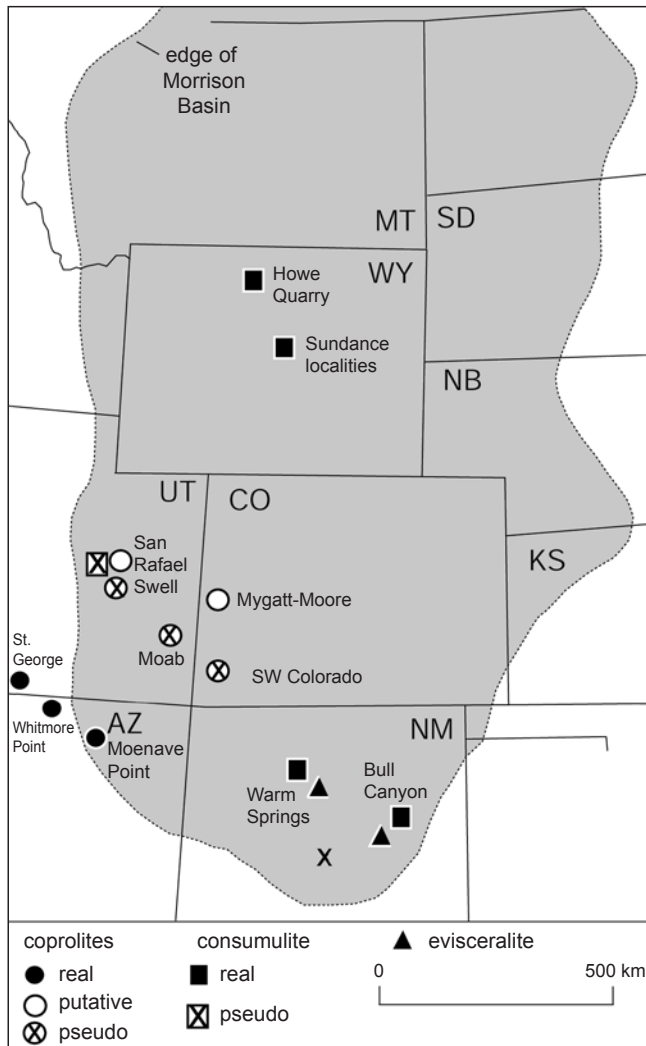 edge of
Morrison
Basin
MT
SD
WY
Howe
Quarry
Sundance
localities
NB
UT
CO
San
Rafael
Swell
KS
Mygatt-Moore
St.
George
Moab
SW Colorado
Whitmore
Point
AZ
Moenave
Point
NM
Warm
Springs
Bull
Canyon
x
coprolites
real
putative
pseudo
consumulite
real
pseudo
evisceralite
0
500 km